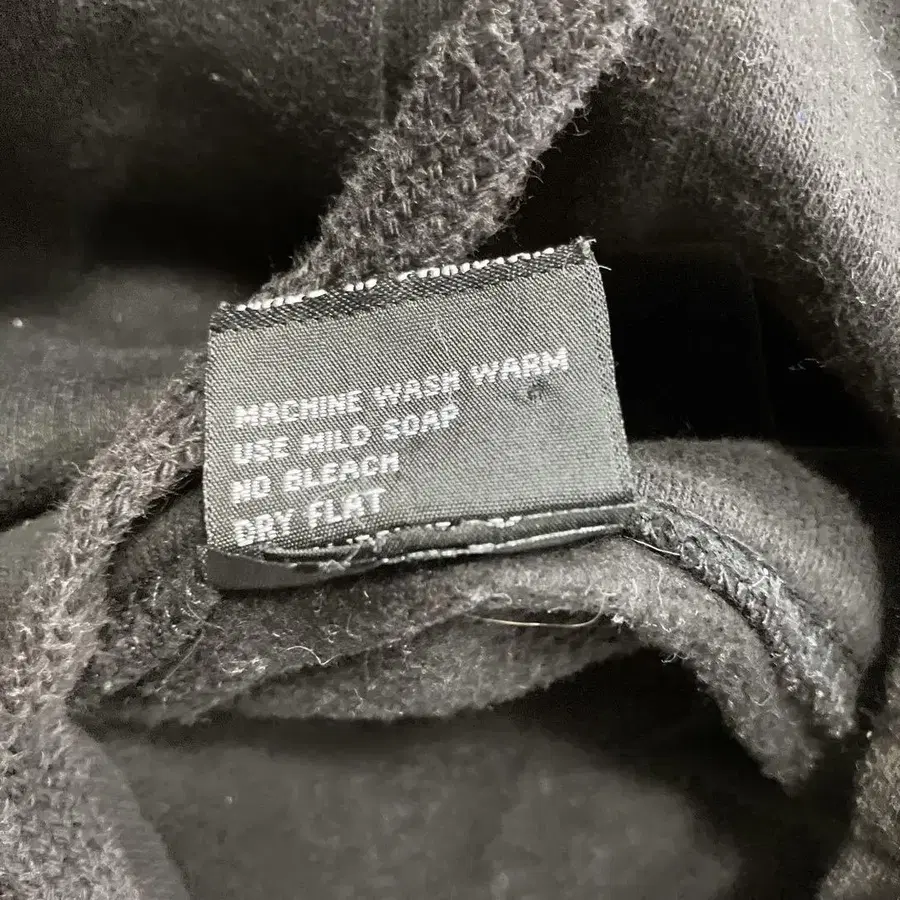 MACHINE WASH WARM
USE MILD SOAP
NO BLEACH
DRY FLAT